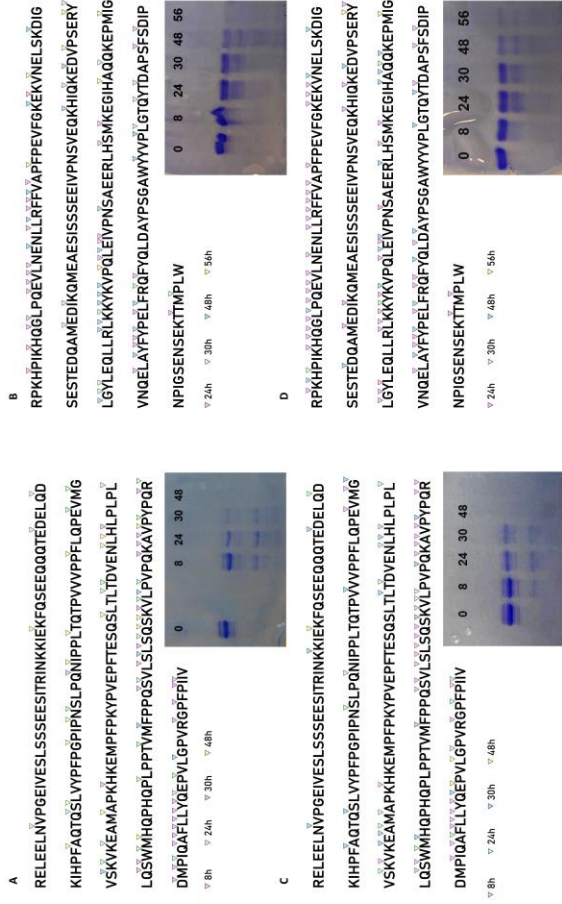 A
RELEELNVPGEIVESLSSSEESITRINKKIEKFQSEEQQQTEDELQD
KIHPFAQTQSLVYPFPGPIPNSLPQNIPPLTQTPVVVPPFLQPEVMG
VSKVKEAMAPKHKEMPFPKYPVEPFTESQSLTLTDVENLHLPLPL
LQSWMHQPHQPLPPTVMFPPQSVLSLSQSKVLPVPQKAVPYPQR
DMPIQAFLLYQEPVLGPVRGPFPIIV
8h 24h 30h 48h
0 8 24 30 48
B
RPKHPIKHQGLPQEVLNENLLRFFVAPFPEVFGKEKVNELSKDIG
SESTEDQAMEDIKQMEAESISSSEEIVPNSVEQKHIQKEDVPSERY
LGYLEQLLRLKKYKVPQLEIVPNSAEERLHSMKEGIHAQQKEPMIG
VNQELAYFYPELFRQFYQLDAYPSGAWYYVPLGTQYTDAPSFSDIP
NPIGSENSEKTTMPLW
24h 30h 48h 56h
0 8 24 30 48 56
C
RELEELNVPGEIVESLSSSEESITRINKKIEKFQSEEQQQTEDELQD
KIHPFAQTQSLVYPFPGPIPNSLPQNIPPLTQTPVVVPPFLQPEVMG
VSKVKEAMAPKHKEMPFPKYPVEPFTESQSLTLTDVENLHLPLPL
LQSWMHQPHQPLPPTVMFPPQSVLSLSQSKVLPVPQKAVPYPQR
DMPIQAFLLYQEPVLGPVRGPFPIIV
8h 24h 30h 48h
0 8 24 30 48
D
RPKHPIKHQGLPQEVLNENLLRFFVAPFPEVFGKEKVNELSKDIG
SESTEDQAMEDIKQMEAESISSSEEIVPNSVEQKHIQKEDVPSERY
LGYLEQLLRLKKYKVPQLEIVPNSAEERLHSMKEGIHAQQKEPMIG
VNQELAYFYPELFRQFYQLDAYPSGAWYYVPLGTQYTDAPSFSDIP
NPIGSENSEKTTMPLW
24h 30h 48h 56h
0 8 24 30 48 56